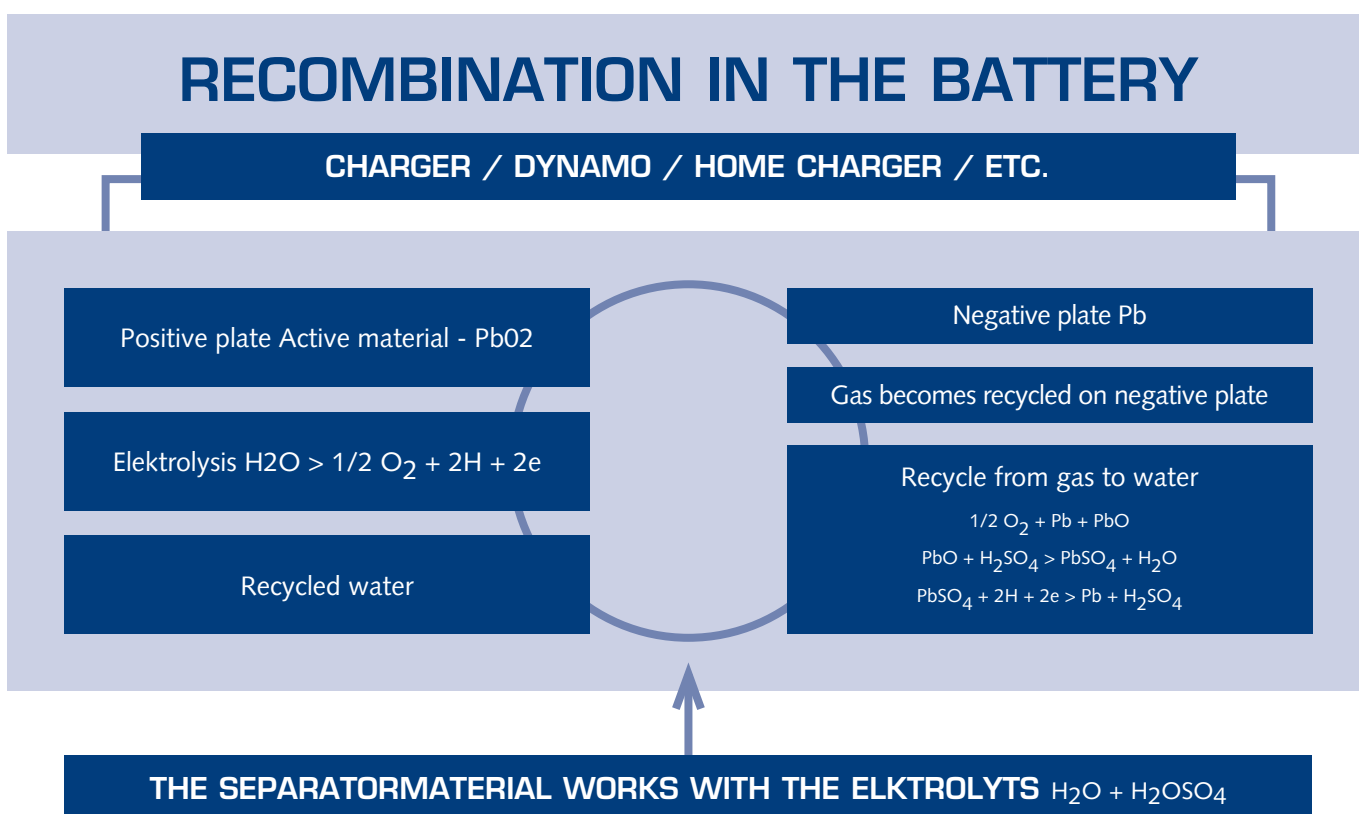 RECOMBINATION IN THE BATTERY
CHARGER / DYNAMO / HOME CHARGER / ETC.
Positive plate Active material - Pb02
Elektrolysis H2O > 1/2 O₂ + 2H + 2e
Recycled water
Negative plate Pb
Gas becomes recycled on negative plate
Recycle from gas to water
1/2 O₂ + Pb + PbO
PbO + H₂SO₄ > PbSO₄ + H₂O
PbSO₄ + 2H + 2e > Pb + H₂SO₄
THE SEPARATORMATERIAL WORKS WITH THE ELKTROLYTS H₂O + H₂OSO₄